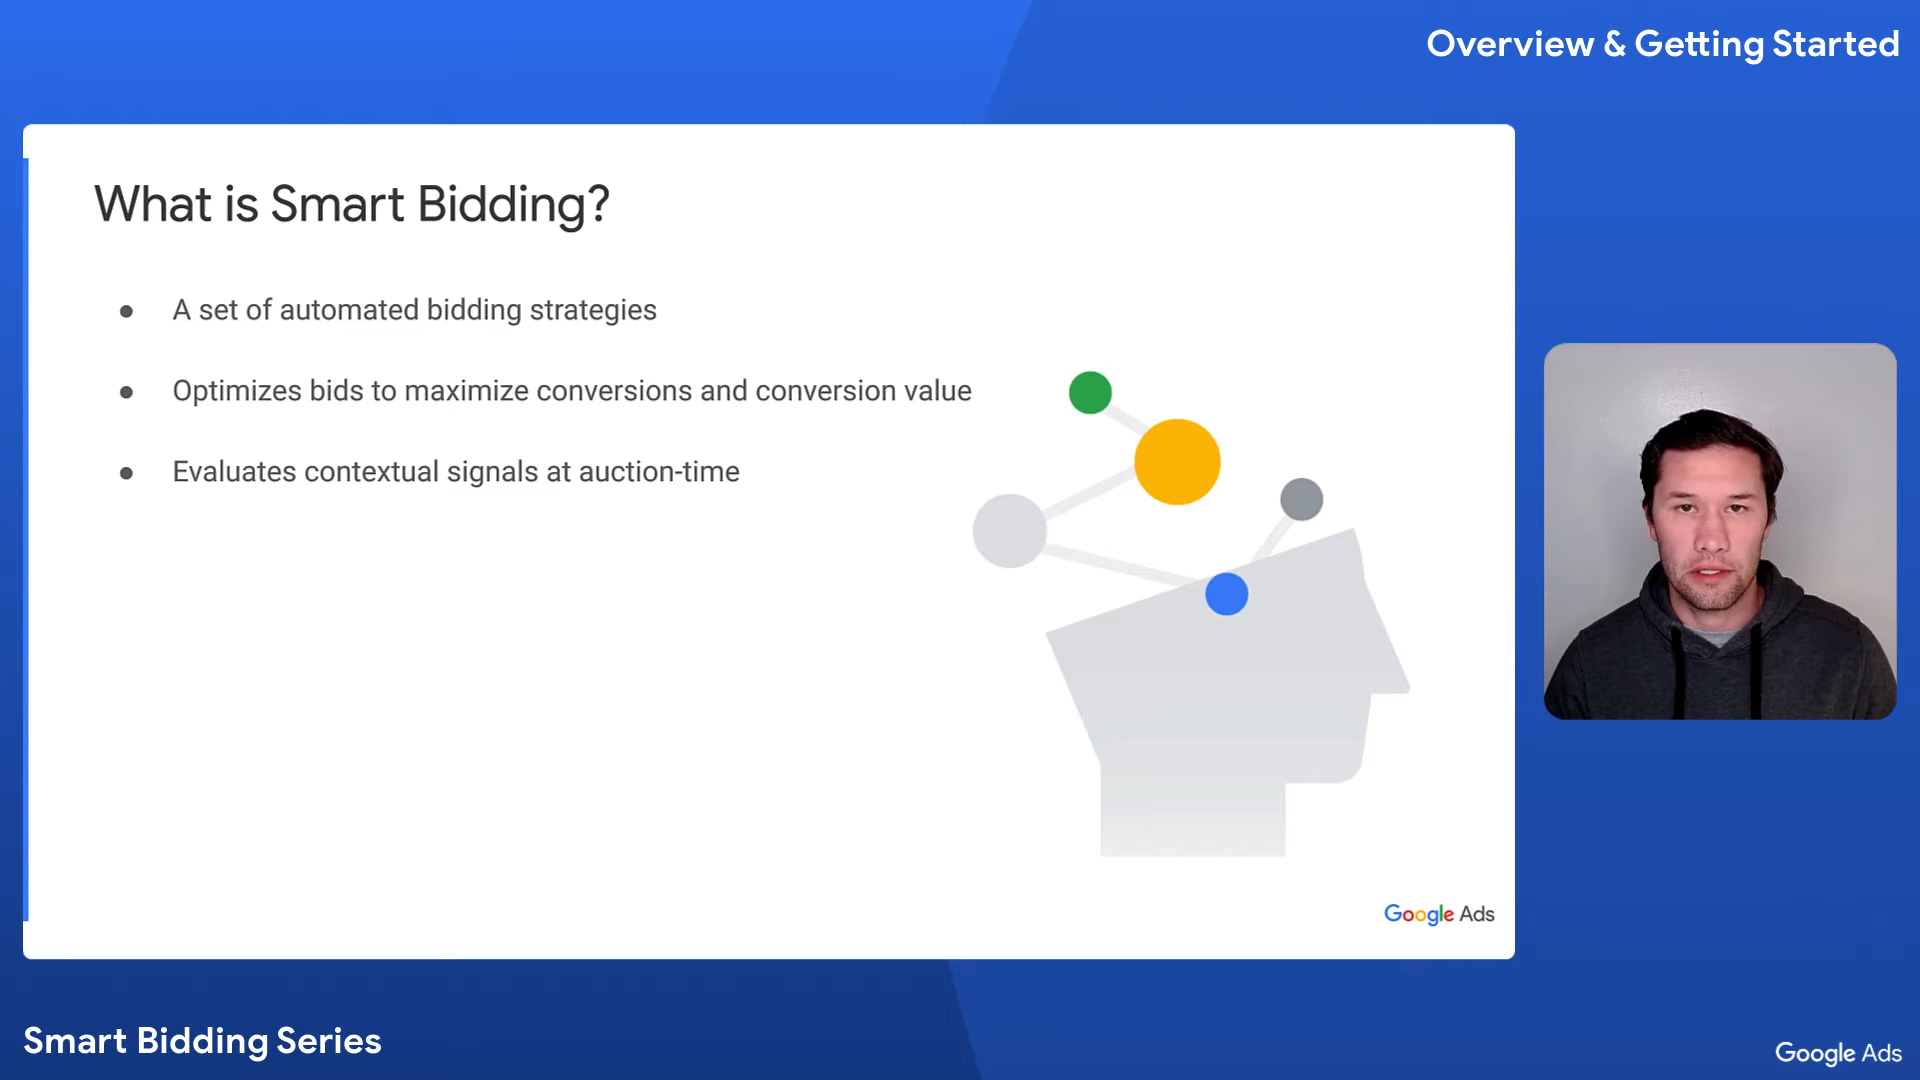 Overview & Getting Started
What is Smart Bidding?
● A set of automated bidding strategies
● Optimizes bids to maximize conversions and conversion value
● Evaluates contextual signals at auction-time
Google Ads
Smart Bidding Series
Google Ads